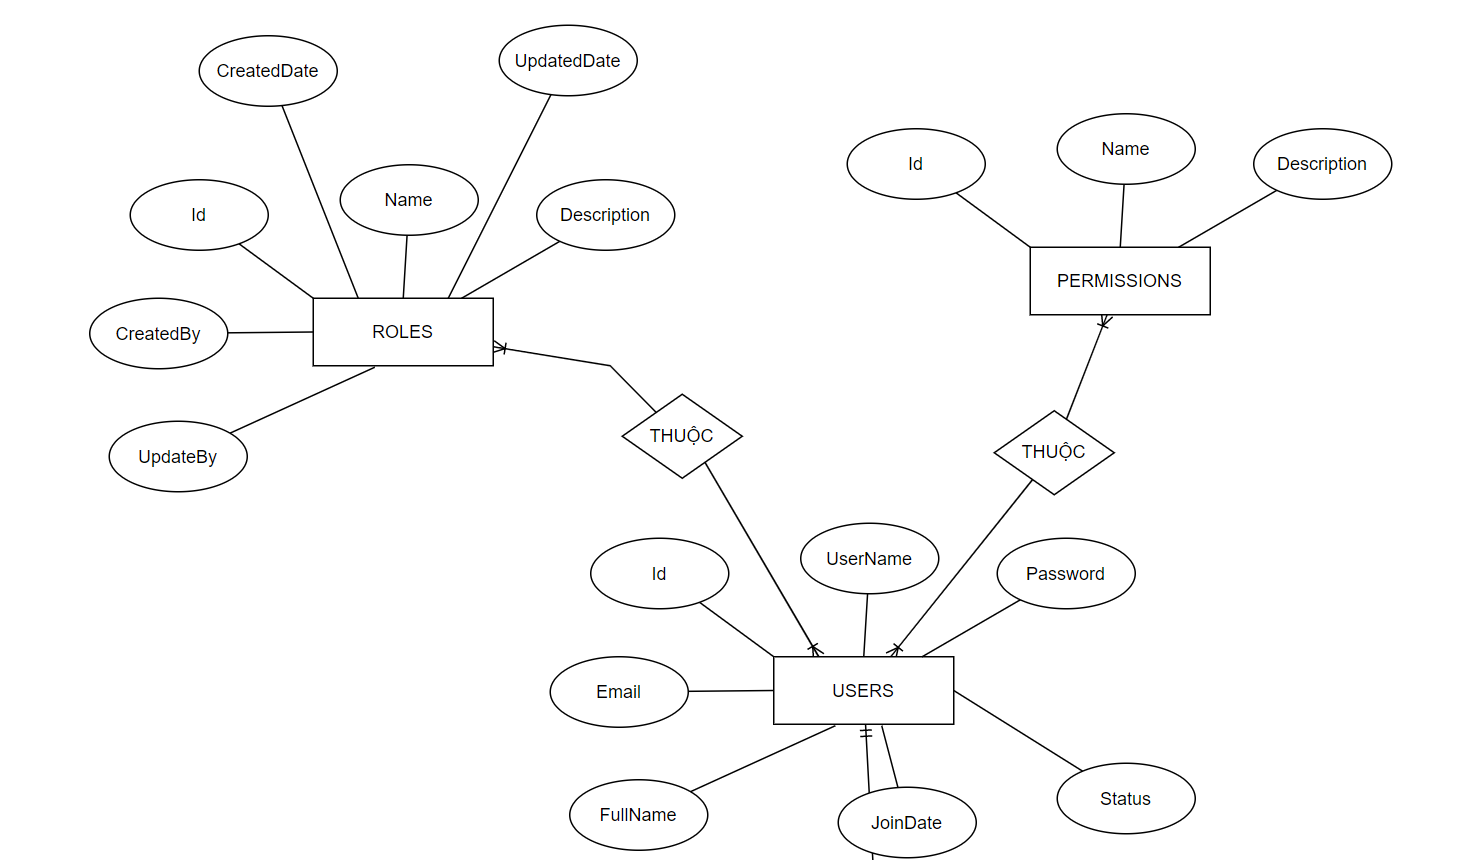 CreatedDate
UpdatedDate
Id
Name
Description
CreatedBy
ROLES
UpdateBy
Id
Name
Description
PERMISSIONS
THUỘC
THUỘC
Id
UserName
Password
Email
USERS
FullName
JoinDate
Status